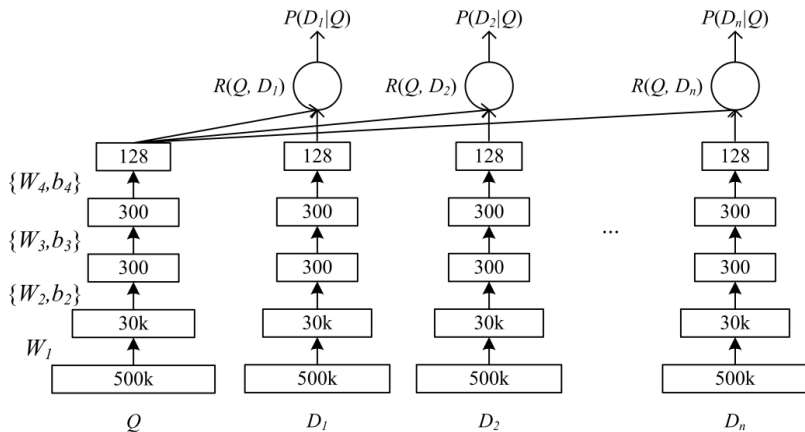 P(D₁|Q) P(D₂|Q) P(Dₙ|Q)
R(Q, D₁) R(Q, D₂) R(Q, Dₙ)
128 128 128 128
{W₄,b₄}
300 300 300 300
{W₃,b₃} ...
300 300 300 300
{W₂,b₂}
30k 30k 30k 30k
W₁
500k 500k 500k 500k
Q D₁ D₂ Dₙ